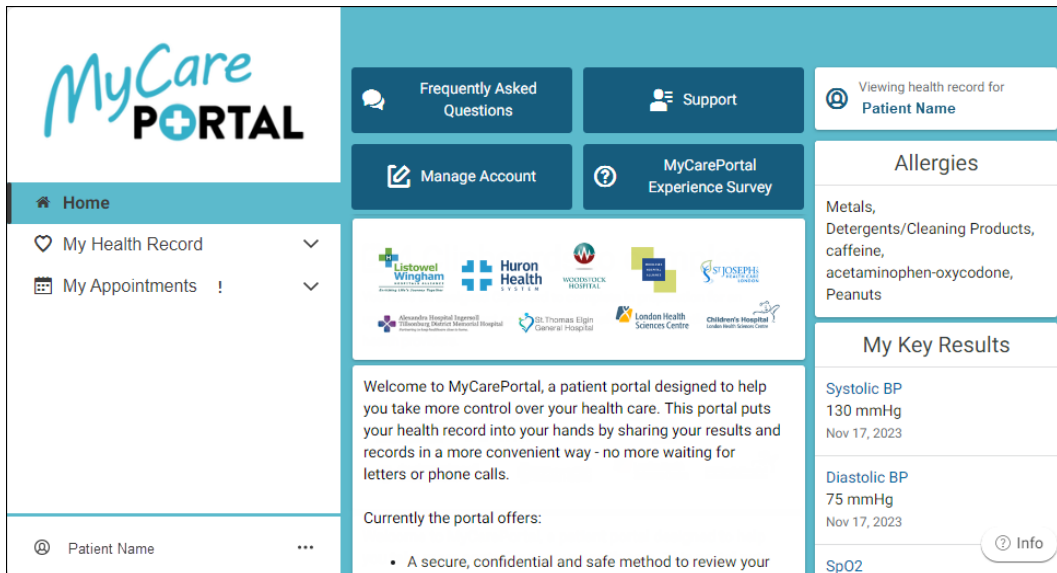 MyCare
PORTAL
Home
My Health Record
My Appointments !
Patient Name
Frequently Asked
Questions
Support
Manage Account
MyCarePortal
Experience Survey
Listowel
Wingham
HOSPITALS ALLIANCE
Huron
Health
SYSTEM
WOODSTOCK
HOSPITAL
ST JOSEPH'S
HEALTH CARE
LONDON
Alexandra Hospital Ingersoll
Tillsonburg District Memorial Hospital
St. Thomas Elgin
General Hospital
London Health
Sciences Centre
Children's Hospital
London Health Sciences Centre
Welcome to MyCarePortal, a patient portal designed to help
you take more control over your health care. This portal puts
your health record into your hands by sharing your results and
records in a more convenient way - no more waiting for
letters or phone calls.
Currently the portal offers:
• A secure, confidential and safe method to review your
Viewing health record for
Patient Name
Allergies
Metals,
Detergents/Cleaning Products,
caffeine,
acetaminophen-oxycodone,
Peanuts
My Key Results
Systolic BP
130 mmHg
Nov 17, 2023
Diastolic BP
75 mmHg
Nov 17, 2023
SpO2
Info